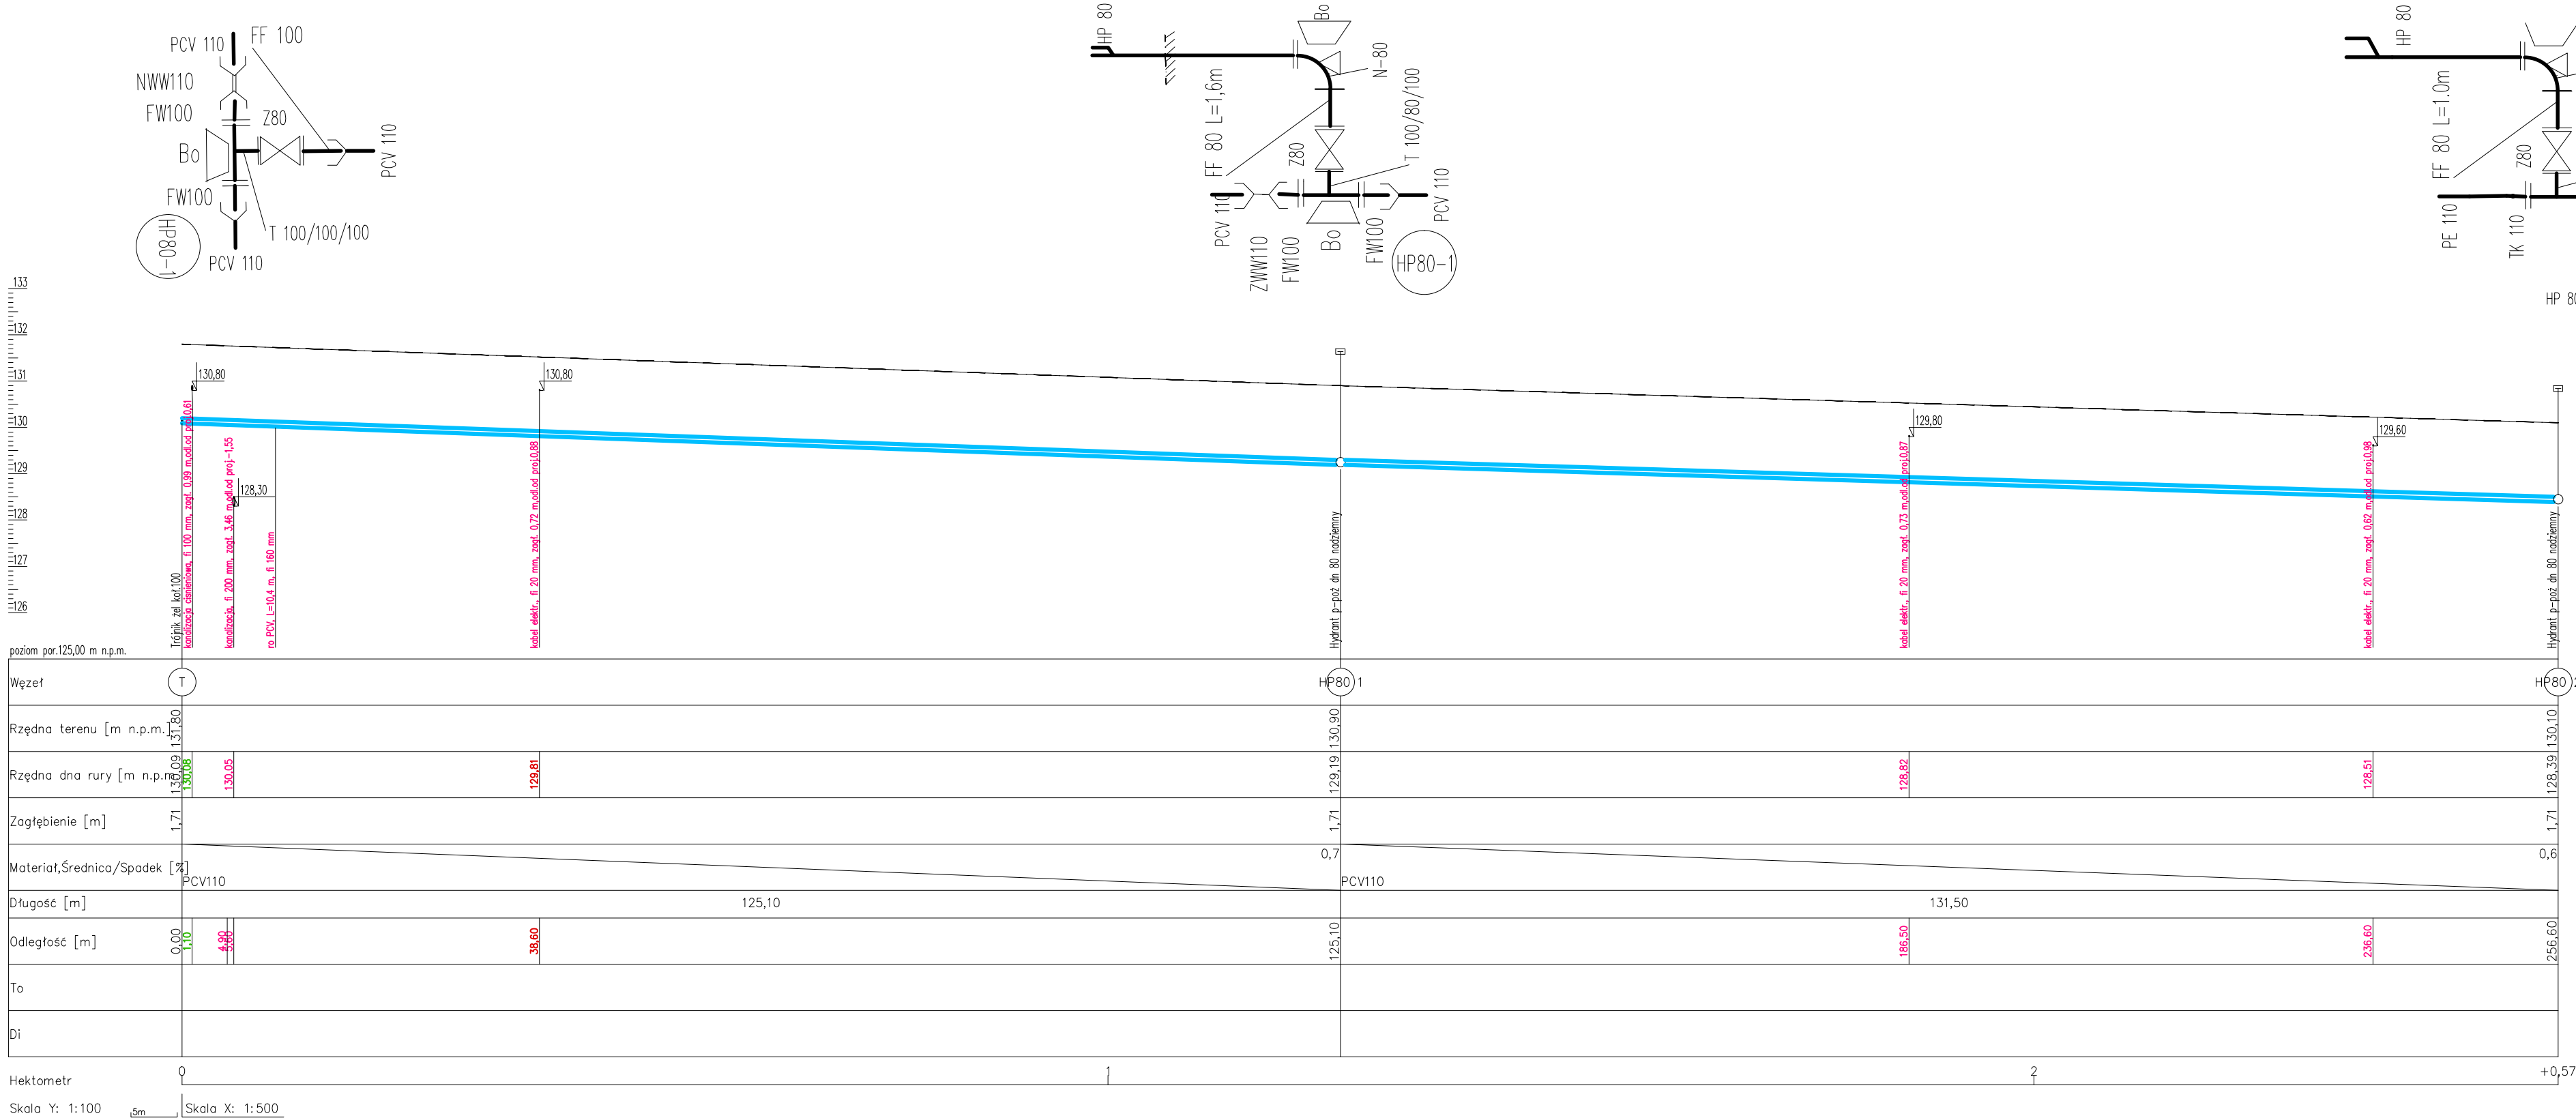 PCV 110
FF 100
NWW110
FW100
Z80
Bo
PCV 110
FW100
HP80-1
T 100/100/100
PCV 110
HP 80
Bo
N-80
FF 80 L=1,6m
T 100/80/100
Z80
PCV 110
PCV 110
ZWW110
FW100
Bo
FW100
HP80-1
HP 80
FF 80 L=1.0m
Z80
PE 110
TK 110
HP 80
133
132
131
130
129
128
127
126
130,80
130,80
128,30
129,80
129,60
Trójnik żel koł.100
kanalizacja ciśnieniowa, fi 100 mm, zagł. 0,99 m,odl.od proj.0,61
kanalizacja, fi 200 mm, zagł. 3,46 m,odl.od proj.-1,55
ro PCV, L=10,4 m, fi 160 mm
kabel elektr., fi 20 mm, zagł. 0,72 m,odl.od proj.0,88
Hydrant p-poż dn 80 nadziemny
kabel elektr., fi 20 mm, zagł. 0,73 m,odl.od proj.0,87
kabel elektr., fi 20 mm, zagł. 0,62 m,odl.od proj.0,98
Hydrant p-poż dn 80 nadziemny
poziom por.125,00 m n.p.m.
Węzeł T HP80 1 HP80
Rzędna terenu [m n.p.m.] 131,80 130,90 130,10
Rzędna dna rury [m n.p.m 130,09 130,08 130,05 129,81 129,19 128,82 128,51 128,39
Zagłębienie [m] 1,71 1,71 1,71
Materiał,Średnica/Spadek [%] PCV110 0,7 PCV110 0,6
Długość [m] 125,10 131,50
Odległość [m] 0,00 1,10 4,90 5,60 38,60 125,10 186,50 236,60 256,60
To
Di
Hektometr 0 1 2 +0,57
Skala Y: 1:100 5m Skala X: 1:500